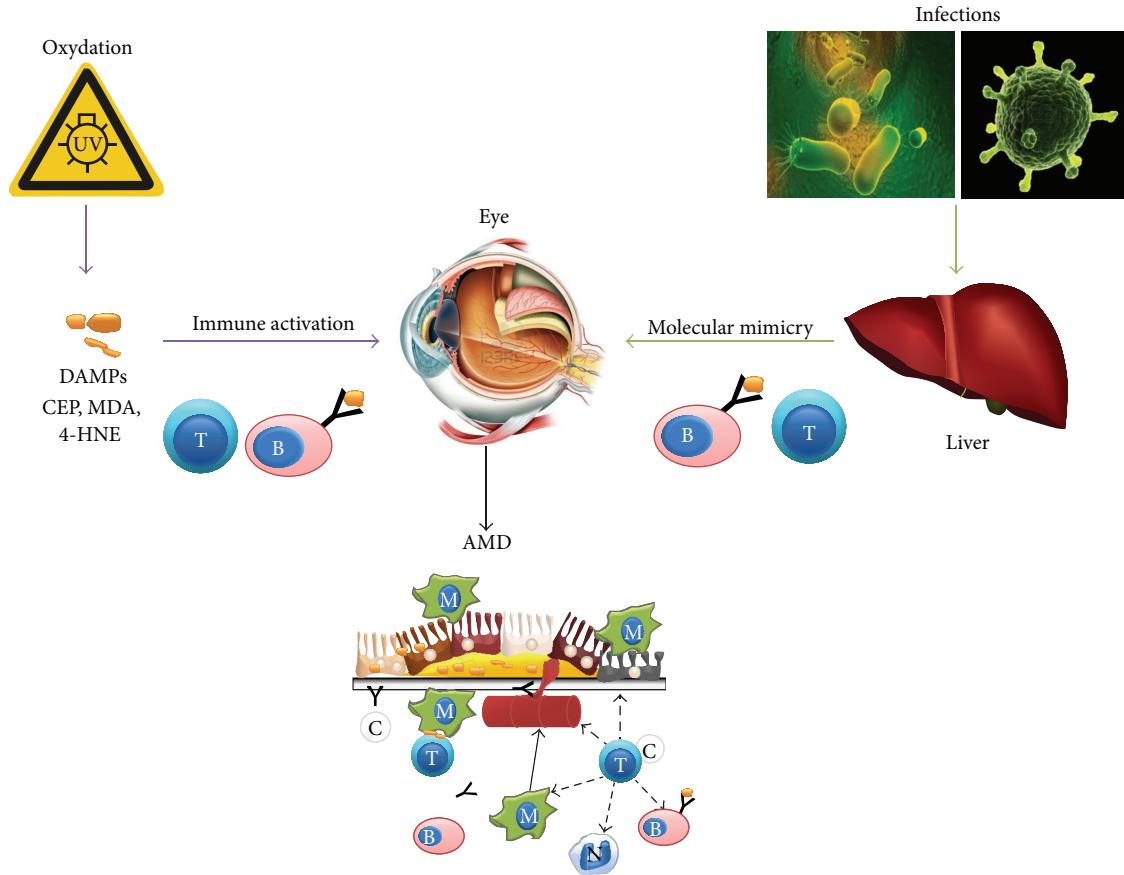 Oxydation
UV
Infections
Eye
Immune activation
Molecular mimicry
DAMPs
CEP, MDA,
4-HNE
T
B
B
T
Liver
AMD
M
M
M
C
T
T
C
M
B
B
N